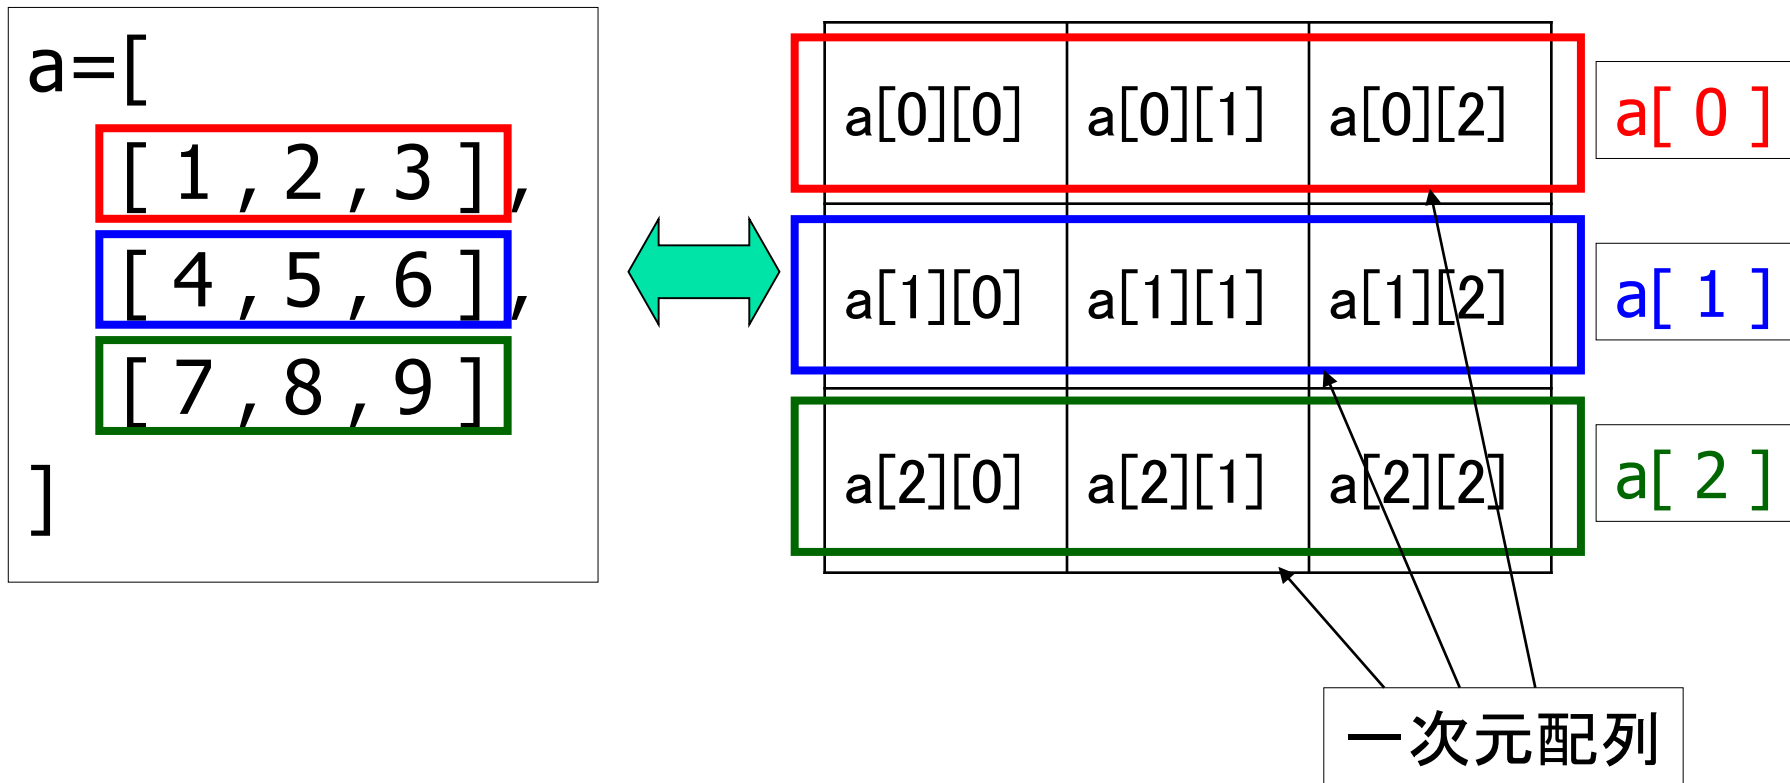 a=[
[ 1 , 2 , 3 ] ,
[ 4 , 5 , 6 ] ,
[ 7 , 8 , 9 ]
]
a[0][0] a[0][1] a[0][2]
a[ 0 ]
a[1][0] a[1][1] a[1][2]
a[ 1 ]
a[2][0] a[2][1] a[2][2]
a[ 2 ]
一次元配列